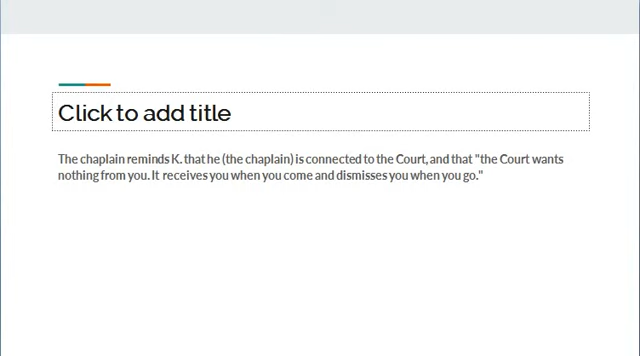 Click to add title
The chaplain reminds K. that he (the chaplain) is connected to the Court, and that "the Court wants
nothing from you. It receives you when you come and dismisses you when you go."